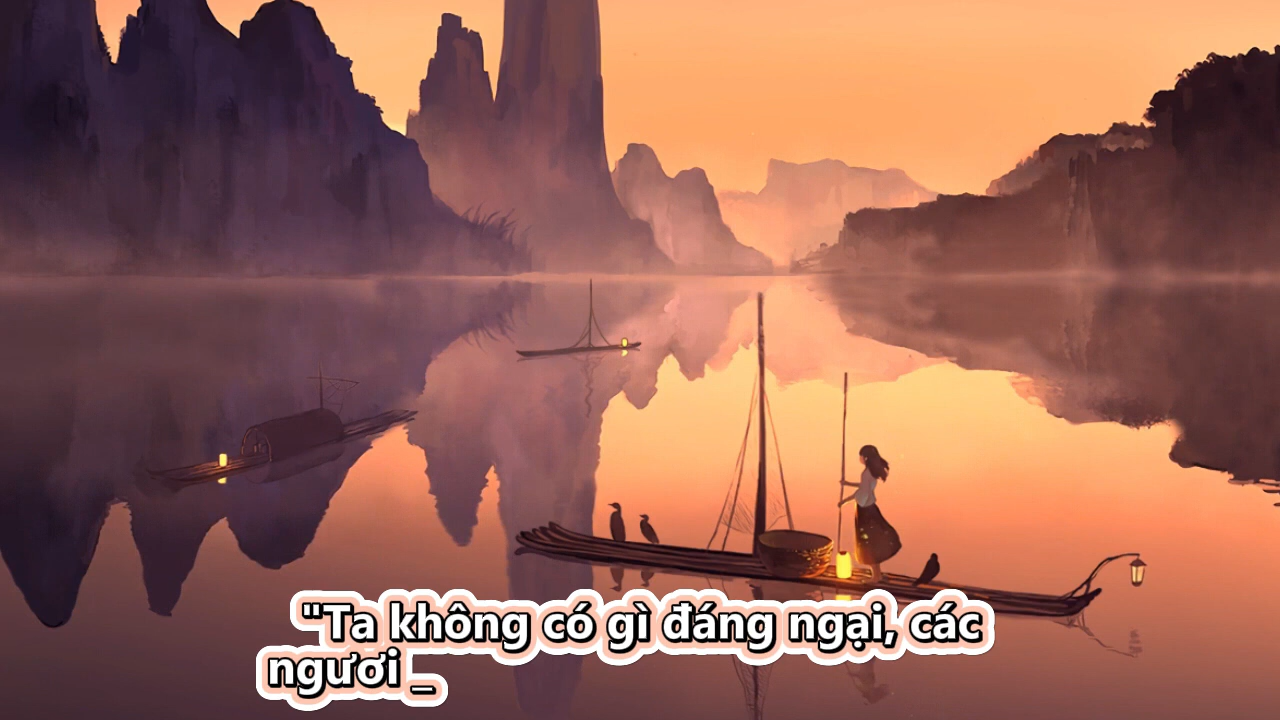 "Ta không có gì đáng ngại, các
ngươi _